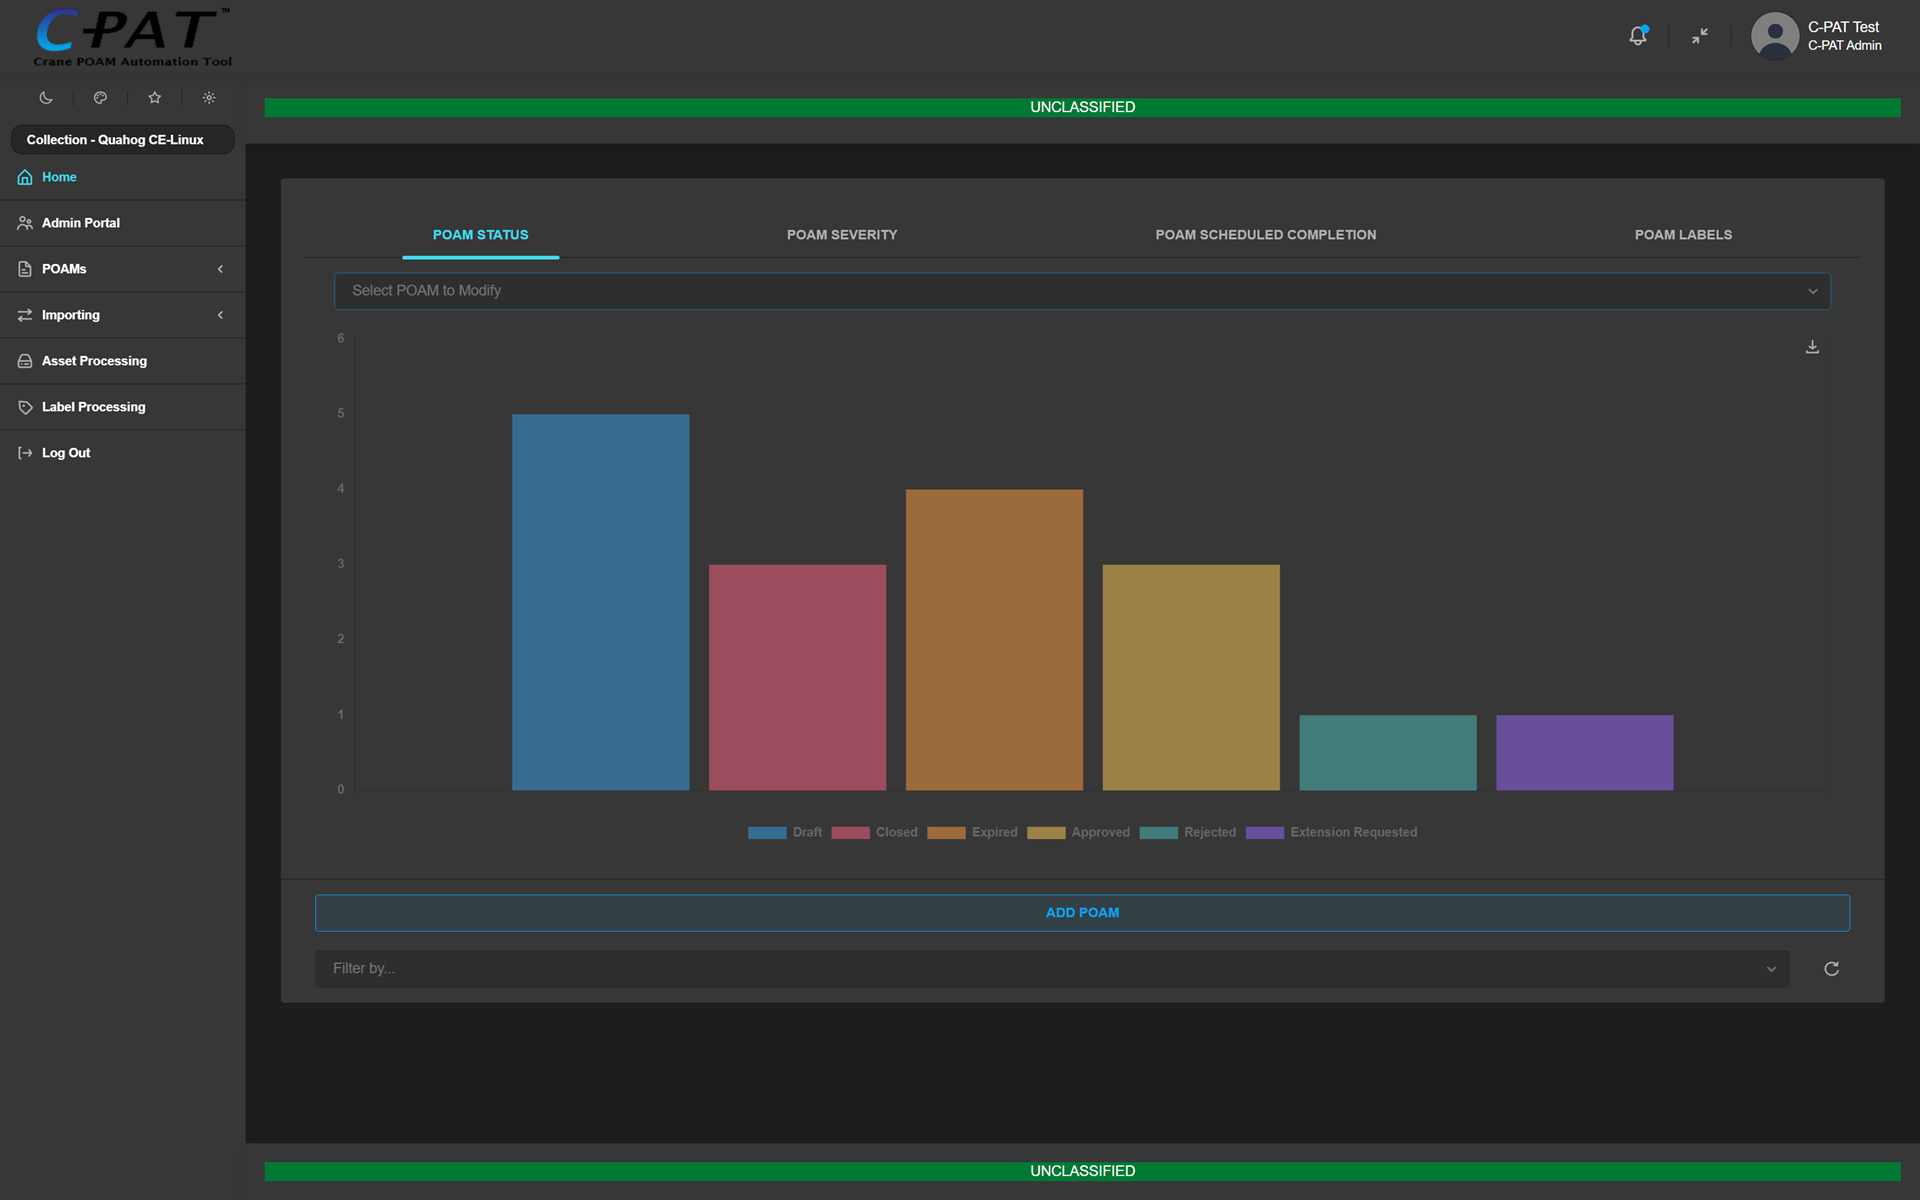 C-PAT™
Crane POAM Automation Tool
C-PAT Test
C-PAT Admin
UNCLASSIFIED
Collection - Quahog CE-Linux
Home
Admin Portal
POAMs
Importing
Asset Processing
Label Processing
Log Out
POAM STATUS
POAM SEVERITY
POAM SCHEDULED COMPLETION
POAM LABELS
Select POAM to Modify
6
5
4
3
2
1
0
Draft
Closed
Expired
Approved
Rejected
Extension Requested
ADD POAM
Filter by...
UNCLASSIFIED